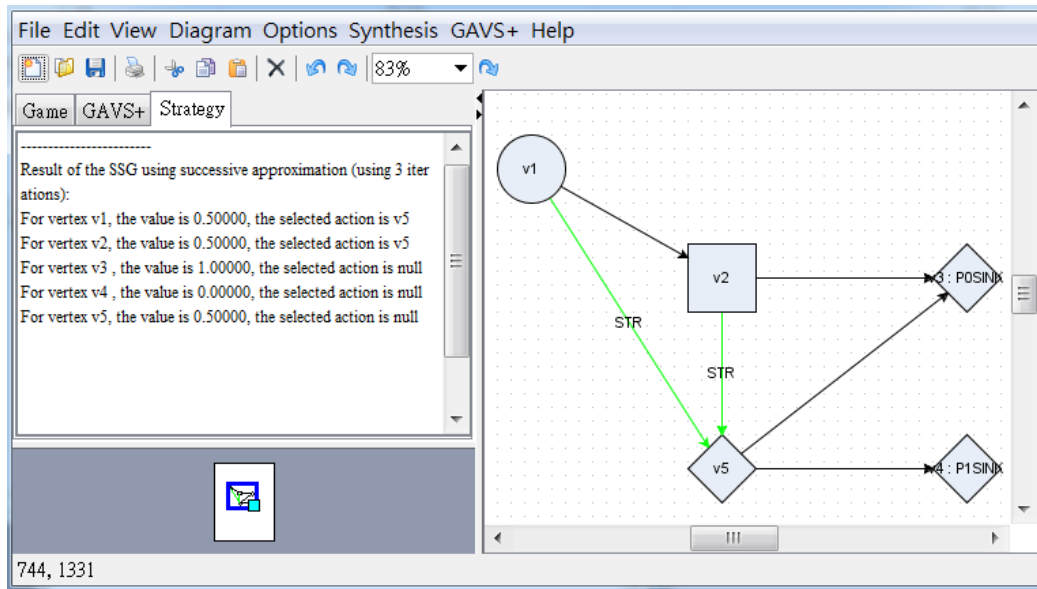 File Edit View Diagram Options Synthesis GAVS+ Help
83%
Game GAVS+ Strategy
------------------------
Result of the SSG using successive approximation (using 3 iter
ations):
For vertex v1, the value is 0.50000, the selected action is v5
For vertex v2, the value is 0.50000, the selected action is v5
For vertex v3 , the value is 1.00000, the selected action is null
For vertex v4 , the value is 0.00000, the selected action is null
For vertex v5, the value is 0.50000, the selected action is null
v1
v2
v3 : P0SINK
STR
STR
v5
v4 : P1SINK
744, 1331